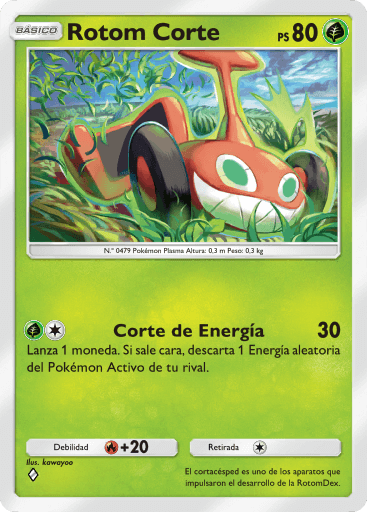 BÁSICO Rotom Corte PS 80
N.º 0479 Pokémon Plasma Altura: 0,3 m Peso: 0,3 kg
Corte de Energía 30
Lanza 1 moneda. Si sale cara, descarta 1 Energía aleatoria
del Pokémon Activo de tu rival.
Debilidad +20 Retirada
Ilus. kawayoo
El cortacésped es uno de los aparatos que
impulsaron el desarrollo de la RotomDex.